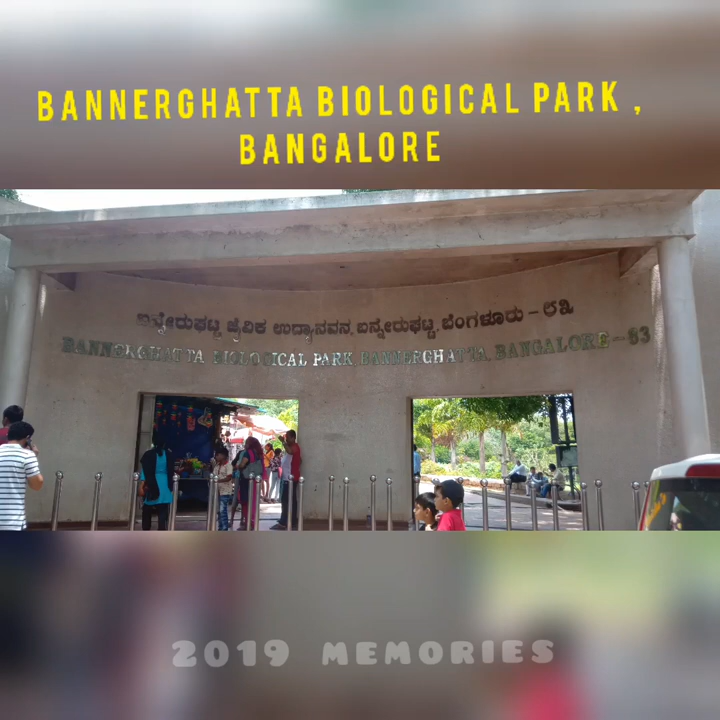 BANNERGHATTA BIOLOGICAL PARK ,
BANGALORE
ಬನ್ನೇರುಘಟ್ಟ ಜೈವಿಕ ಉದ್ಯಾನವನ, ಬನ್ನೇರುಘಟ್ಟ, ಬೆಂಗಳೂರು - ೮೩
BANNERGHATTA BIOLOGICAL PARK, BANNERGHATTA, BANGALORE - 83
2019 MEMORIES